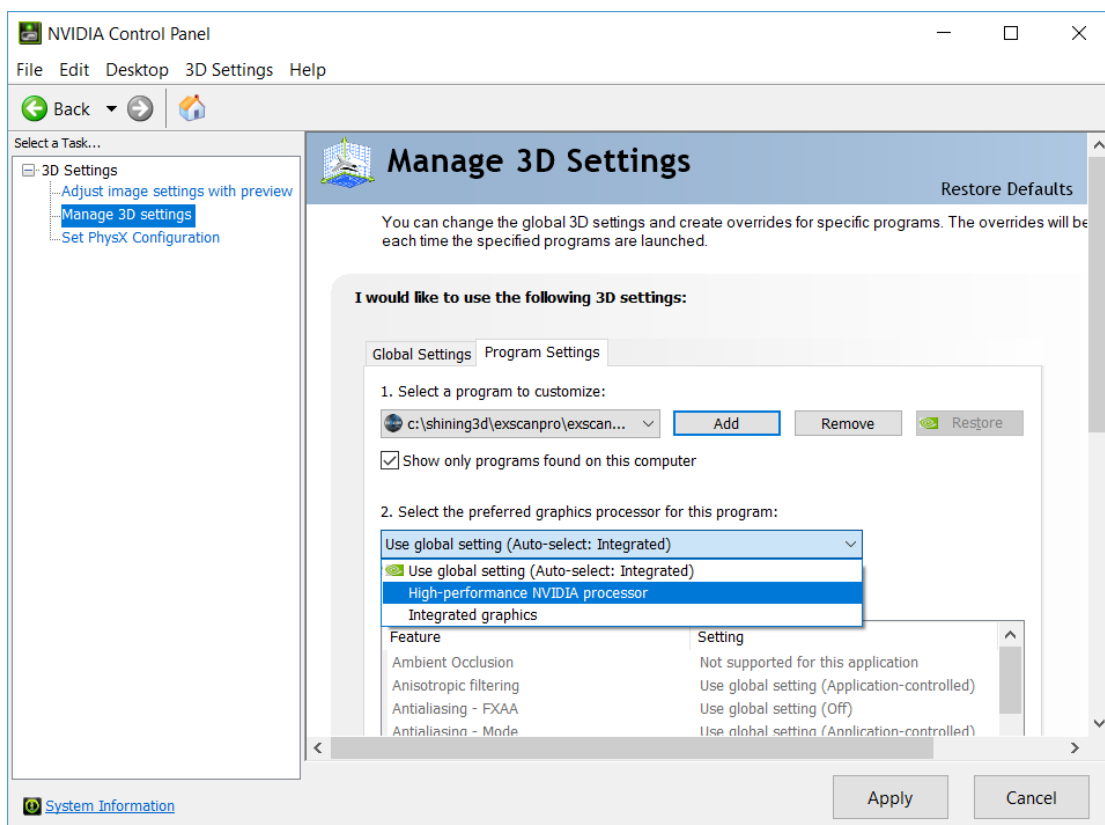 NVIDIA Control Panel
File Edit Desktop 3D Settings Help
Back
Select a Task...
3D Settings
Adjust image settings with preview
Manage 3D settings
Set PhysX Configuration
Manage 3D Settings
Restore Defaults
You can change the global 3D settings and create overrides for specific programs. The overrides will be
each time the specified programs are launched.
I would like to use the following 3D settings:
Global Settings Program Settings
1. Select a program to customize:
c:\shining3d\exscanpro\exscan... Add Remove Restore
Show only programs found on this computer
2. Select the preferred graphics processor for this program:
Use global setting (Auto-select: Integrated)
Use global setting (Auto-select: Integrated)
High-performance NVIDIA processor
Integrated graphics
Feature Setting
Ambient Occlusion Not supported for this application
Anisotropic filtering Use global setting (Application-controlled)
Antialiasing - FXAA Use global setting (Off)
Antialiasing - Mode Use global setting (Application-controlled)
System Information
Apply Cancel